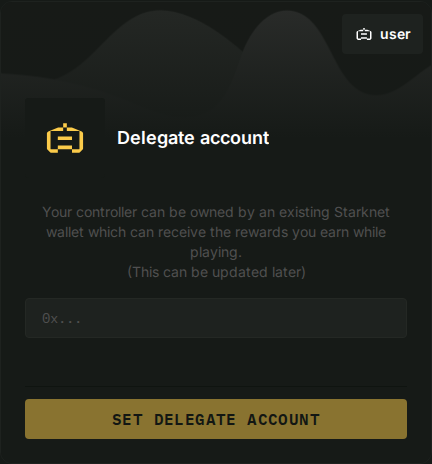 user
Delegate account
Your controller can be owned by an existing Starknet
wallet which can receive the rewards you earn while
playing.
(This can be updated later)
0x...
SET DELEGATE ACCOUNT